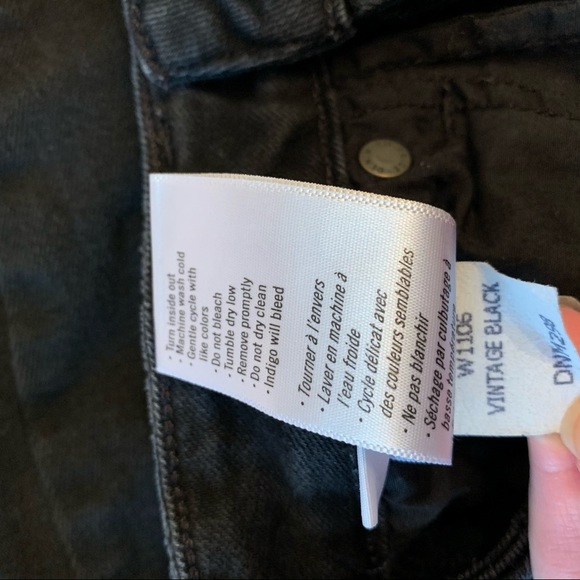 • Turn inside out
• Machine wash cold
• Gentle cycle with
like colors
• Do not bleach
• Tumble dry low
• Remove promptly
• Do not dry clean
• Indigo will bleed
• Tourner à l'envers
• Laver en machine à
l'eau froide
• Cycle délicat avec
des couleurs semblables
• Ne pas blanchir
• Séchage par culbutage à
basse
W1106
VINTAGE BLACK